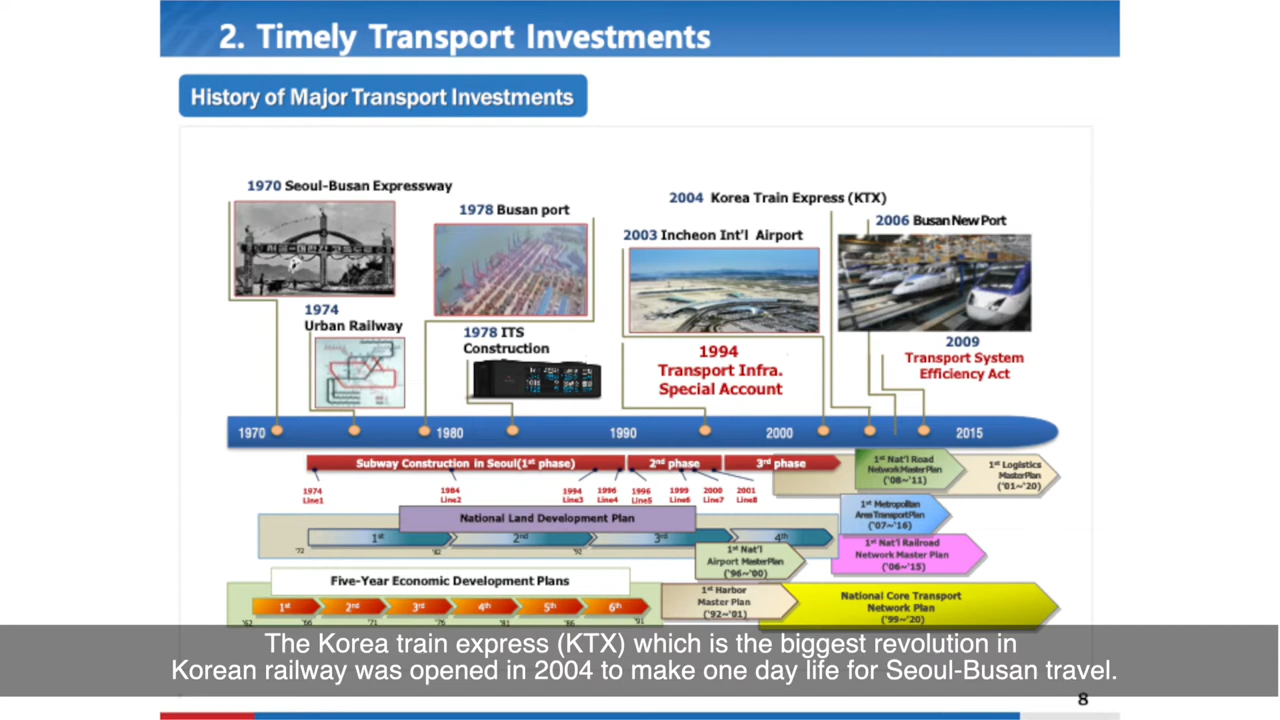 2. Timely Transport Investments
History of Major Transport Investments
1970 Seoul-Busan Expressway
1978 Busan port
2004 Korea Train Express (KTX)
2006 Busan New Port
2003 Incheon Int'l Airport
1974
Urban Railway
1978 ITS
Construction
1994
Transport Infra.
Special Account
2009
Transport System
Efficiency Act
1970
1980
1990
2000
2015
Subway Construction in Seoul(1st phase)
2nd phase
3rd phase
1974
Line1
1984
Line2
1994
Line3
1996
Line4
1996
Line5
1999
Line6
2000
Line7
2001
Line8
1st Nat'l Road
Network Master Plan
('08~'11)
1st Logistics
Master Plan
('01~'20)
1st Metropolitan
Area Transport Plan
('07~'16)
National Land Development Plan
1st
2nd
3rd
4th
'72
'82
'92
1st Nat'l
Airport Master Plan
('96~'00)
1st Nat'l Railroad
Network Master Plan
('06~'15)
Five-Year Economic Development Plans
1st
2nd
3rd
4th
5th
6th
'62
'66
'71
'76
'81
'86
'91
1st Harbor
Master Plan
('92~'01)
National Core Transport
Network Plan
('99~'20)
The Korea train express (KTX) which is the biggest revolution in
Korean railway was opened in 2004 to make one day life for Seoul-Busan travel.
8